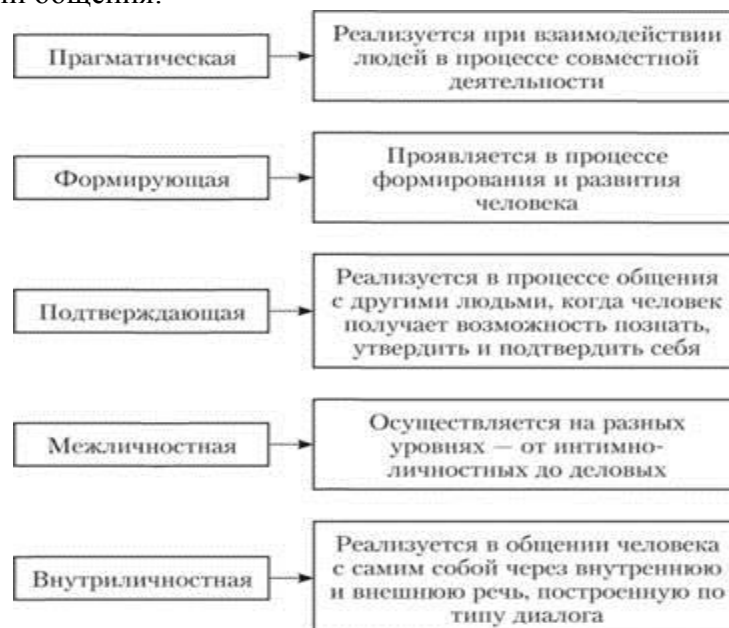 общения:
Прагматическая
Реализуется при взаимодействии
людей в процессе совместной
деятельности
Формирующая
Проявляется в процессе
формирования и развития
человека
Подтверждающая
Реализуется в процессе общения
с другими людьми, когда человек
получает возможность познать,
утвердить и подтвердить себя
Межличностная
Осуществляется на разных
уровнях — от интимно-
личностных до деловых
Внутриличностная
Реализуется в общении человека
с самим собой через внутреннюю
и внешнюю речь, построенную по
типу диалога